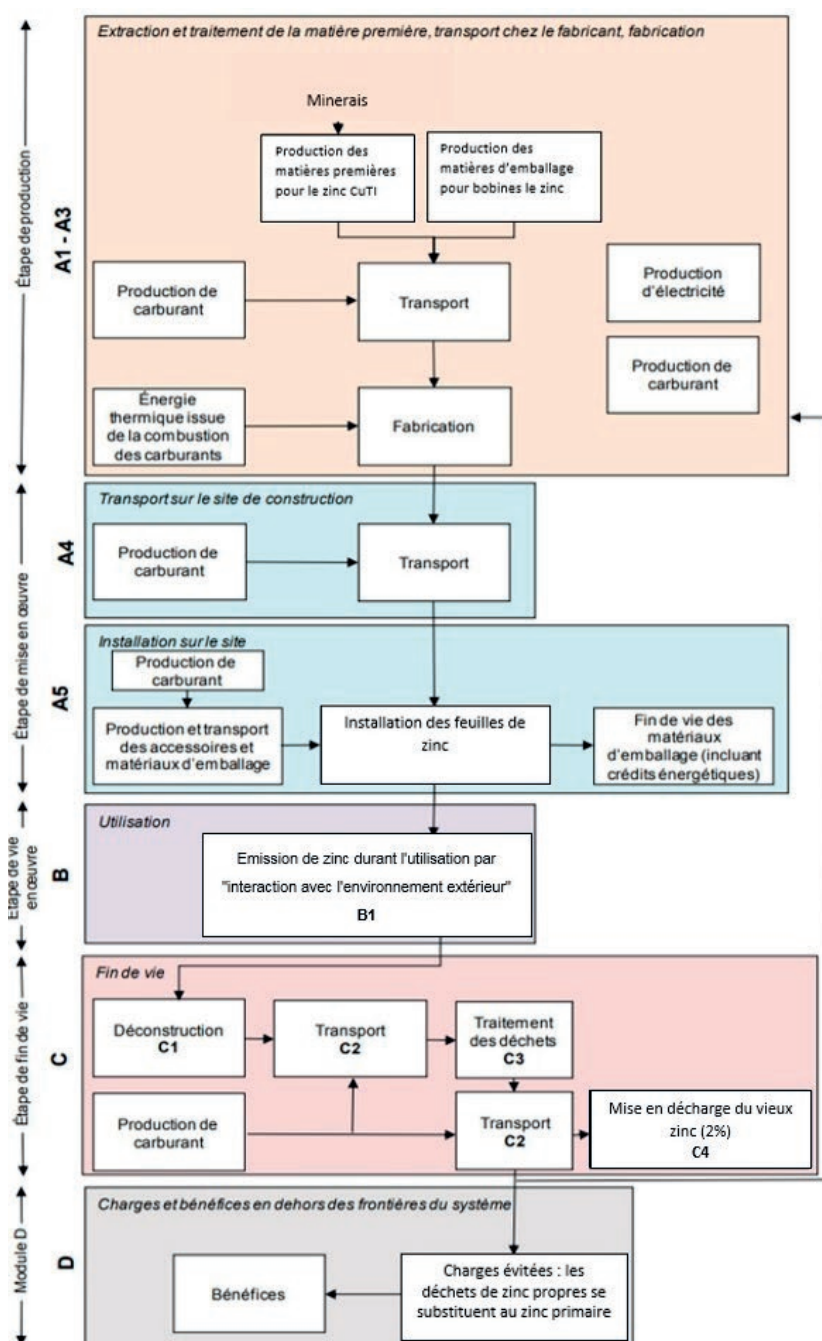 Extraction et traitement de la matière première, transport chez le fabricant, fabrication
Étape de production
A1 - A3
Minerais
Production des
matières premières
pour le zinc CuTI
Production des
matières d'emballage
pour bobines le zinc
Production de
carburant
Transport
Production
d'électricité
Production de
carburant
Énergie
thermique issue
de la combustion
des carburants
Fabrication
Étape de mise en œuvre
A4
Transport sur le site de construction
Production de
carburant
Transport
A5
Installation sur le site
Production de
carburant
Production et transport
des accessoires et
matériaux d'emballage
Installation des feuilles de
zinc
Fin de vie des
matériaux
d'emballage (incluant
crédits énergétiques)
Etape de vie
en œuvre
B
Utilisation
Emission de zinc durant l'utilisation par
"interaction avec l'environnement extérieur"
B1
Étape de fin de vie
C
Fin de vie
Déconstruction
C1
Transport
C2
Traitement
des déchets
C3
Production de
carburant
Transport
C2
Mise en décharge du vieux
zinc (2%)
C4
Module D
D
Charges et bénéfices en dehors des frontières du système
Bénéfices
Charges évitées : les
déchets de zinc propres se
substituent au zinc primaire